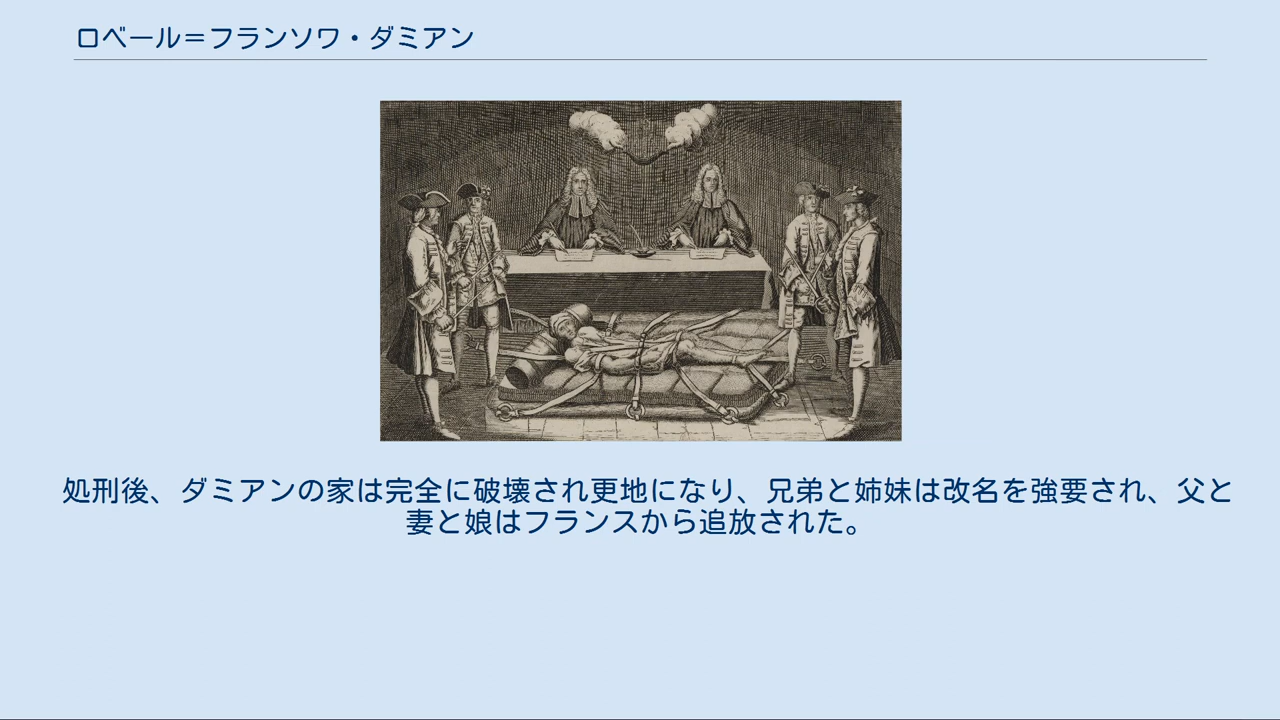 ロベール＝フランソワ・ダミアン
処刑後、ダミアンの家は完全に破壊され更地になり、兄弟と姉妹は改名を強要され、父と
妻と娘はフランスから追放された。